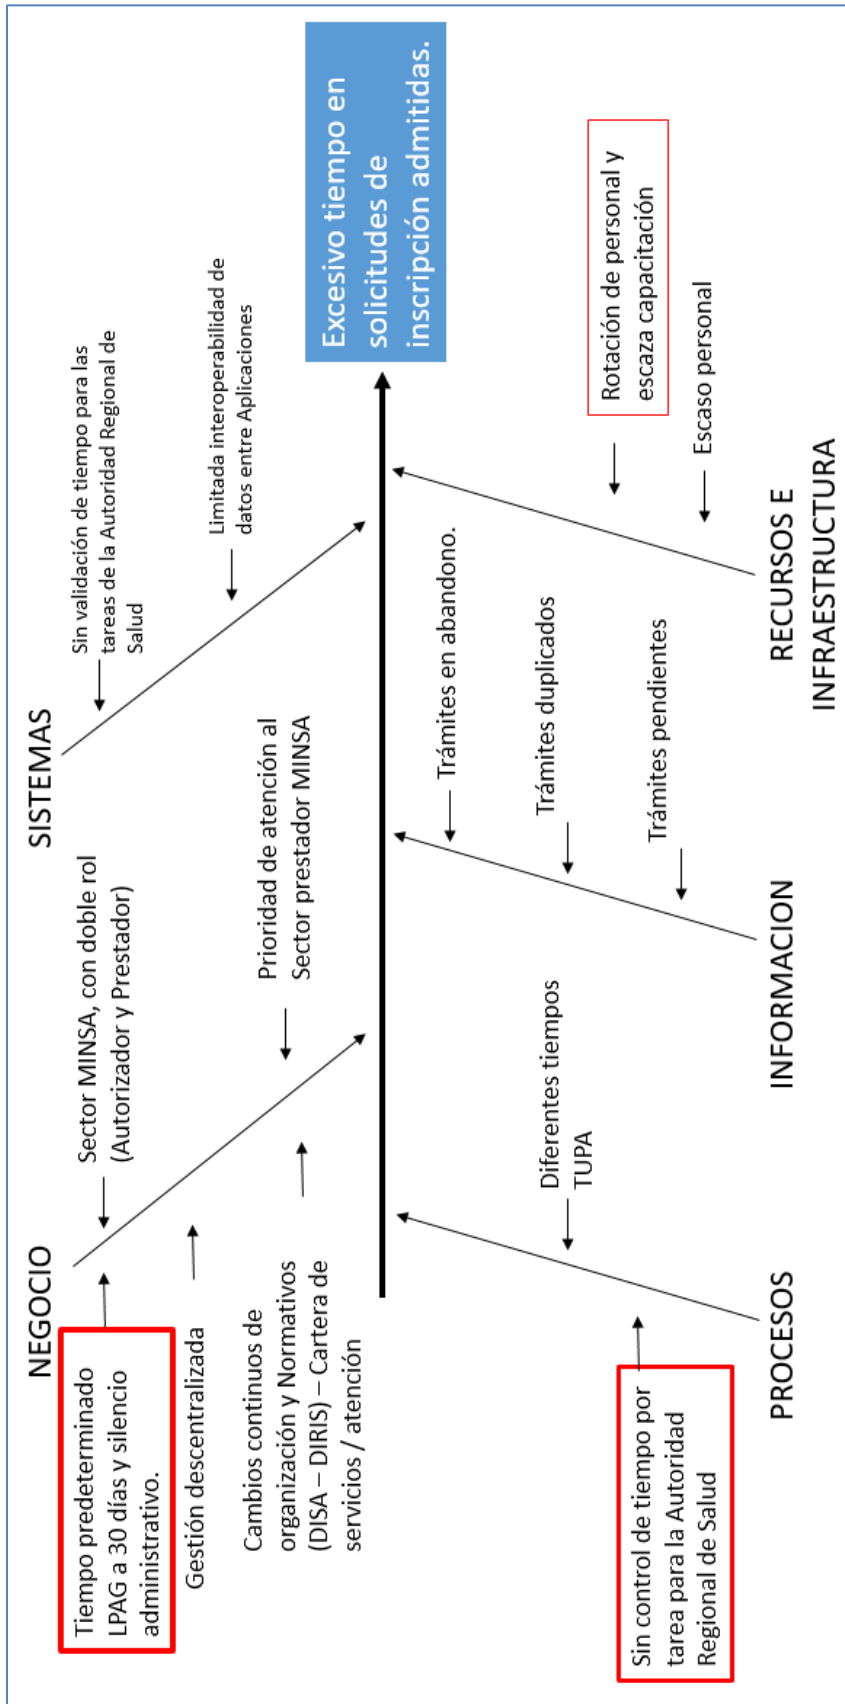 NEGOCIO
SISTEMAS
Tiempo predeterminado
LPAG a 30 días y silencio
administrativo.
Sector MINSA, con doble rol
(Autorizador y Prestador)
Gestión descentralizada
Prioridad de atención al
Sector prestador MINSA
Cambios continuos de
organización y Normativos
(DISA – DIRIS) – Cartera de
servicios / atención
Sin validación de tiempo para las
tareas de la Autoridad Regional de
Salud
Limitada interoperabilidad de
datos entre Aplicaciones
Excesivo tiempo en
solicitudes de
inscripción admitidas.
Sin control de tiempo por
tarea para la Autoridad
Regional de Salud
Diferentes tiempos
TUPA
Trámites en abandono.
Trámites duplicados
Trámites pendientes
Rotación de personal y
escaza capacitación
Escaso personal
PROCESOS
INFORMACION
RECURSOS E
INFRAESTRUCTURA